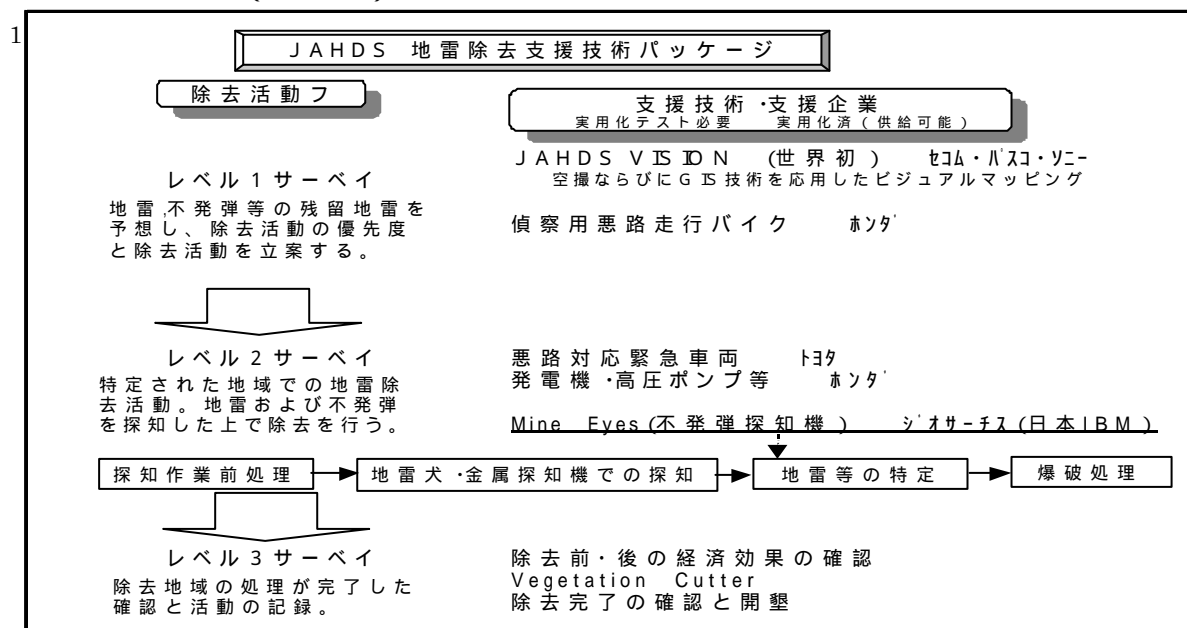 1
JAHDS 地雷除去支援技術パッケージ
除去活動フ
支援技術・支援企業
実用化テスト必要 実用化済(供給可能)
JAHDS VISION (世界初) セコム・パスコ・ソニー
空撮ならびにGIS技術を応用したビジュアルマッピング
レベル1サーベイ
地雷,不発弾等の残留地雷を
予想し、除去活動の優先度
と除去活動を立案する。
偵察用悪路走行バイク ホンダ
レベル2サーベイ
特定された地域での地雷除
去活動。地雷および不発弾
を探知した上で除去を行う。
悪路対応緊急車両 トヨタ
発電機・高圧ポンプ等 ホンダ
Mine Eyes(不発弾探知機) ジオサーチス(日本IBM)
探知作業前処理
地雷犬・金属探知機での探知
地雷等の特定
爆破処理
レベル3サーベイ
除去地域の処理が完了した
確認と活動の記録。
除去前・後の経済効果の確認
Vegetation Cutter
除去完了の確認と開墾